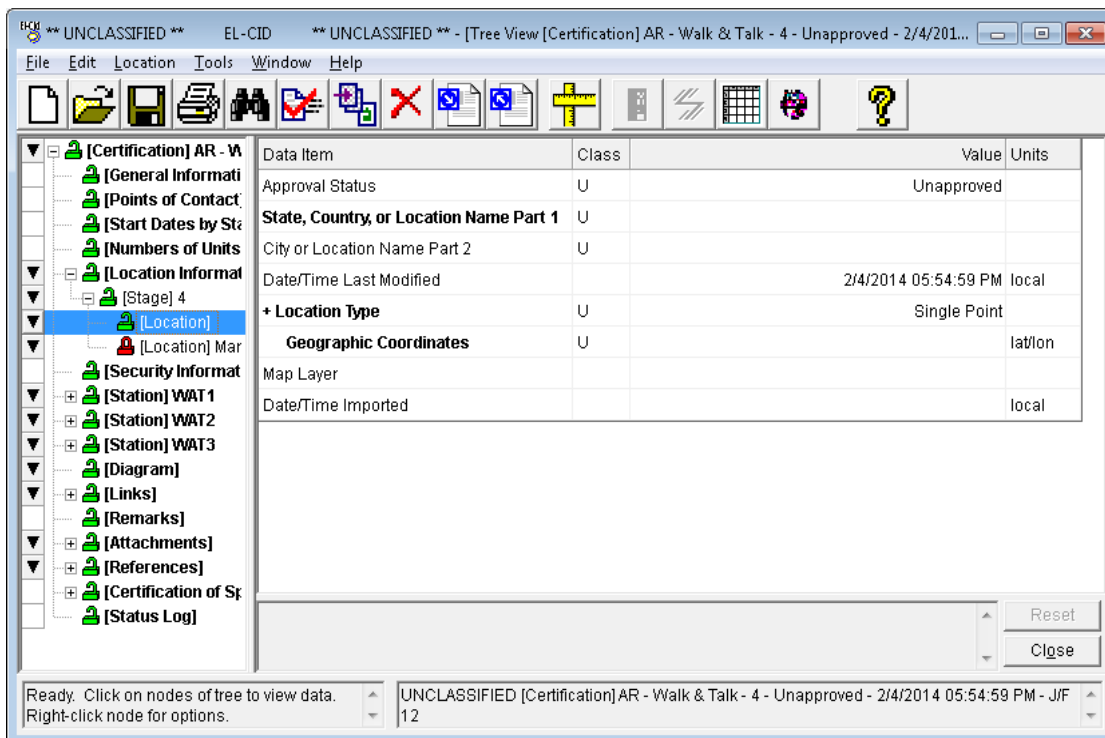 ** UNCLASSIFIED ** EL-CID ** UNCLASSIFIED ** - [Tree View [Certification] AR - Walk & Talk - 4 - Unapproved - 2/4/201...
File Edit Location Tools Window Help
[Certification] AR - W
[General Informati
[Points of Contact]
[Start Dates by Sta
[Numbers of Units
[Location Informat
[Stage] 4
[Location]
[Location] Mar
[Security Informat
[Station] WAT1
[Station] WAT2
[Station] WAT3
[Diagram]
[Links]
[Remarks]
[Attachments]
[References]
[Certification of Sp
[Status Log]
Data Item Class Value Units
Approval Status U Unapproved
State, Country, or Location Name Part 1 U
City or Location Name Part 2 U
Date/Time Last Modified 2/4/2014 05:54:59 PM local
+ Location Type U Single Point
Geographic Coordinates U lat/lon
Map Layer
Date/Time Imported local
Reset
Close
Ready. Click on nodes of tree to view data.
Right-click node for options.
UNCLASSIFIED [Certification] AR - Walk & Talk - 4 - Unapproved - 2/4/2014 05:54:59 PM - J/F
12